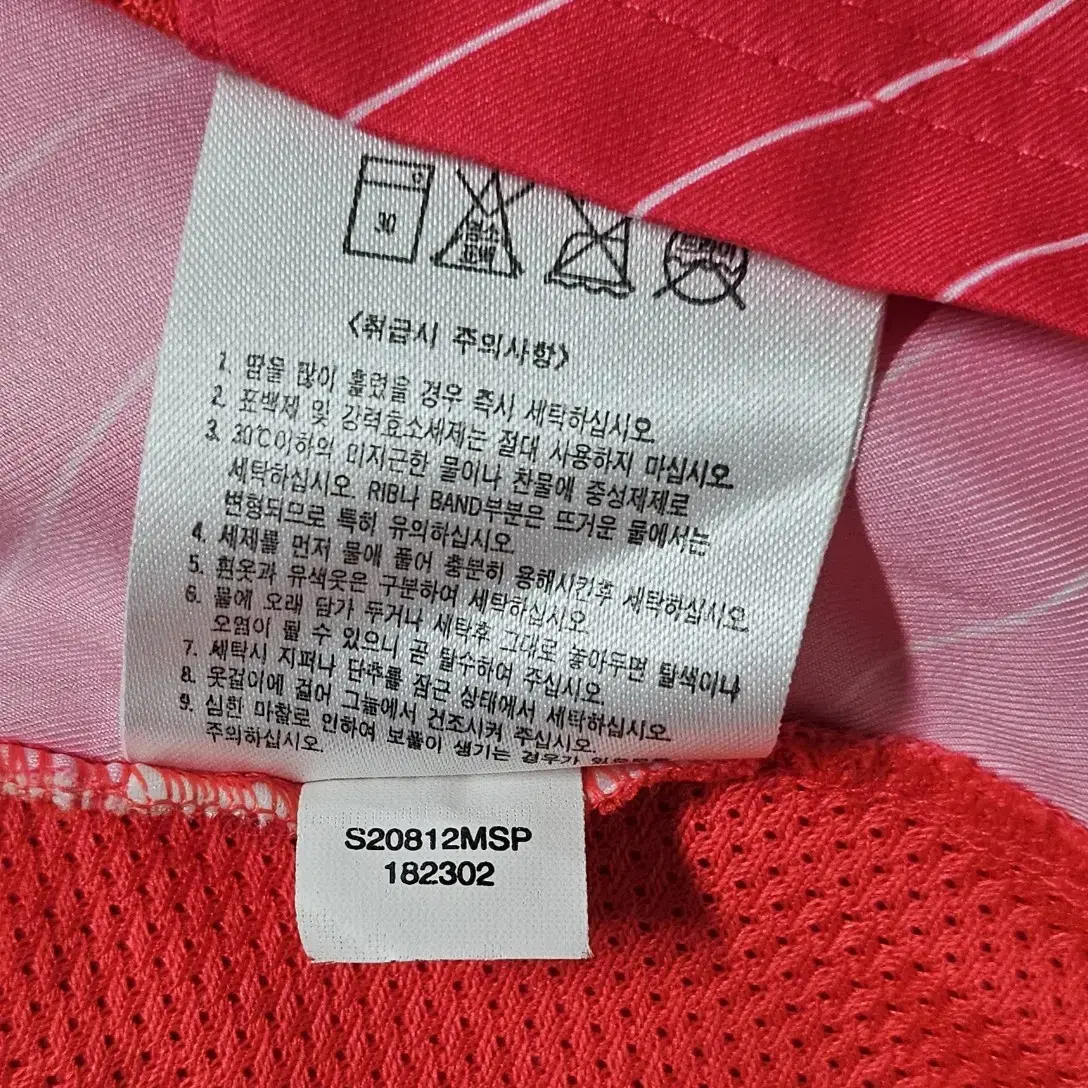 30
염소
표백
드라이
〈취급시 주의사항〉
1. 땀을 많이 흘렸을 경우 즉시 세탁하십시오.
2. 표백제 및 강력효소세제는 절대 사용하지 마십시오.
3. 30℃이하의 미지근한 물이나 찬물에 중성제제로
세탁하십시오. RIB나 BAND부분은 뜨거운 물에서는
변형되므로 특히 유의하십시오.
4. 세제를 먼저 물에 풀어 충분히 용해시킨후 세탁하십시오.
5. 흰옷과 유색옷은 구분하여 세탁하십시오.
6. 물에 오래 담가 두거나 세탁후 그대로 놓아두면 탈색이나
오염이 될 수 있으니 곧 탈수하여 주십시오.
7. 세탁시 지퍼나 단추를 잠근 상태에서 세탁하십시오.
8. 옷걸이에 걸어 그늘에서 건조시켜 주십시오.
9. 심한 마찰로 인하여 보풀이 생기는 경우가
주의하십시오.
S20812MSP
182302